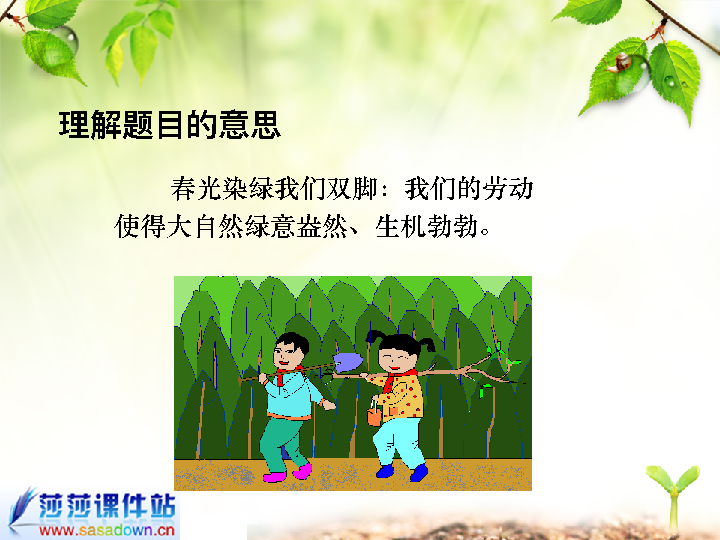 理解题目的意思
春光染绿我们双脚：我们的劳动
使得大自然绿意盎然、生机勃勃。
莎莎课件站
www.sasadown.cn